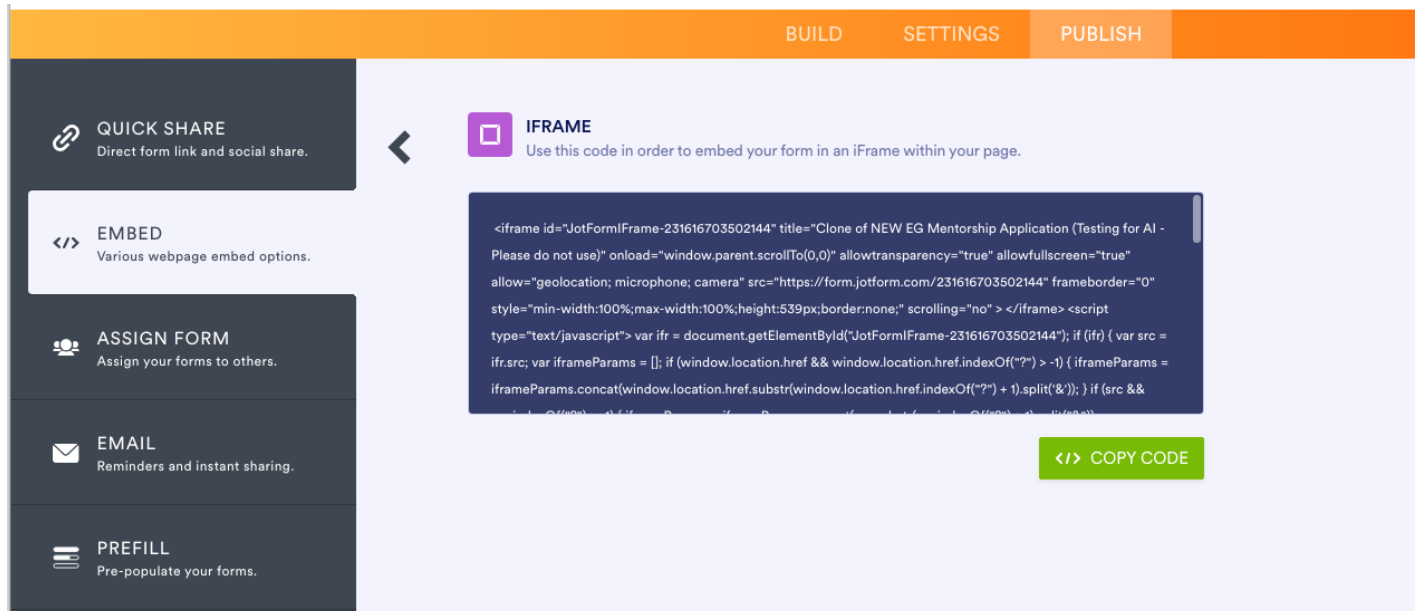 BUILD
SETTINGS
PUBLISH
QUICK SHARE
Direct form link and social share.
EMBED
Various webpage embed options.
ASSIGN FORM
Assign your forms to others.
EMAIL
Reminders and instant sharing.
PREFILL
Pre-populate your forms.
IFRAME
Use this code in order to embed your form in an iFrame within your page.
<iframe id="JotFormIFrame-231616703502144" title="Clone of NEW EG Mentorship Application (Testing for AI -
Please do not use)" onload="window.parent.scrollTo(0,0)" allowtransparency="true" allowfullscreen="true"
allow="geolocation; microphone; camera" src="https://form.jotform.com/231616703502144" frameborder="0"
style="min-width:100%;max-width:100%;height:539px;border:none;" scrolling="no" > </iframe> <script
type="text/javascript"> var ifr = document.getElementById("JotFormIFrame-231616703502144"); if (ifr) { var src =
ifr.src; var iframeParams = []; if (window.location.href && window.location.href.indexOf("?") > -1) { iframeParams =
iframeParams.concat(window.location.href.substr(window.location.href.indexOf("?") + 1).split('&')); } if (src &&
</> COPY CODE